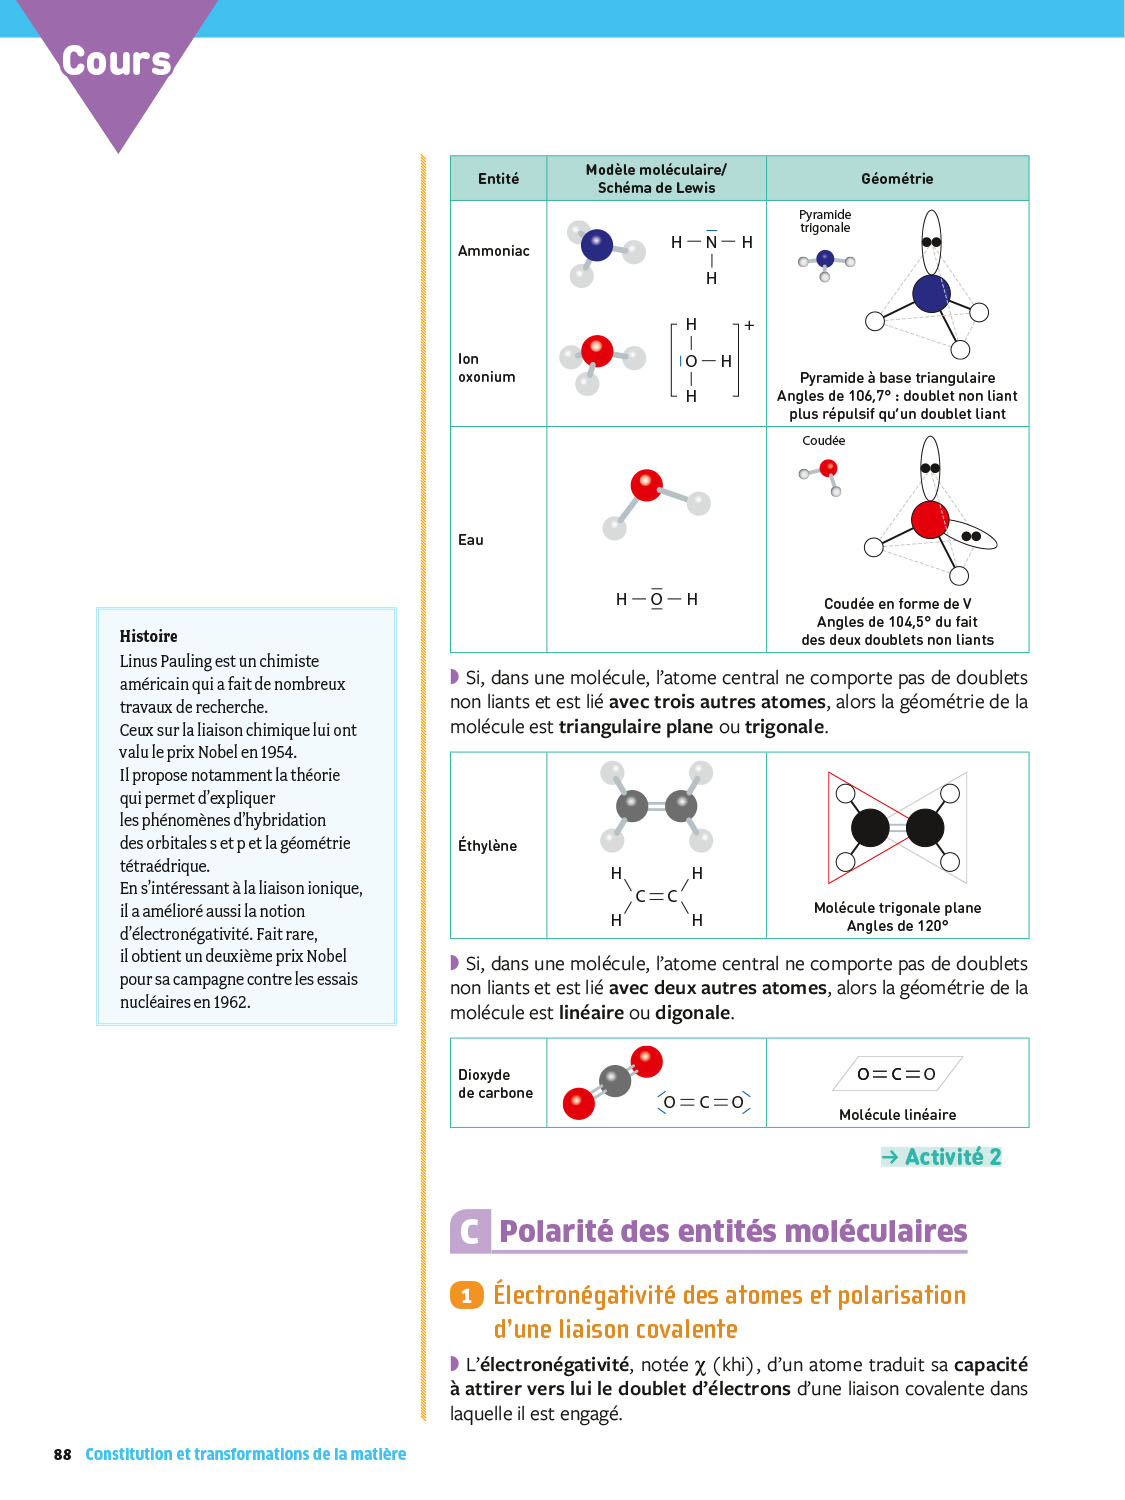 Cours
Entité
Modèle moléculaire/
Schéma de Lewis
Géométrie
Ammoniac
H — N — H
H
Pyramide
trigonale
Ion
oxonium
H
O — H
H
+
Pyramide à base triangulaire
Angles de 106,7° : doublet non liant
plus répulsif qu'un doublet liant
Eau
H — O — H
Coudée
Coudée en forme de V
Angles de 104,5° du fait
des deux doublets non liants
Histoire
Linus Pauling est un chimiste
américain qui a fait de nombreux
travaux de recherche.
Ceux sur la liaison chimique lui ont
valu le prix Nobel en 1954.
Il propose notamment la théorie
qui permet d'expliquer
les phénomènes d'hybridation
des orbitales s et p et la géométrie
tétraédrique.
En s'intéressant à la liaison ionique,
il a amélioré aussi la notion
d'électronégativité. Fait rare,
il obtient un deuxième prix Nobel
pour sa campagne contre les essais
nucléaires en 1962.
Si, dans une molécule, l'atome central ne comporte pas de doublets
non liants et est lié avec trois autres atomes, alors la géométrie de la
molécule est triangulaire plane ou trigonale.
Éthylène
H H
C=C
H H
Molécule trigonale plane
Angles de 120°
Si, dans une molécule, l'atome central ne comporte pas de doublets
non liants et est lié avec deux autres atomes, alors la géométrie de la
molécule est linéaire ou digonale.
Dioxyde
de carbone
O=C=O
O=C=O
Molécule linéaire
→ Activité 2
C Polarité des entités moléculaires
1 Électronégativité des atomes et polarisation
d'une liaison covalente
L'électronégativité, notée χ (khi), d'un atome traduit sa capacité
à attirer vers lui le doublet d'électrons d'une liaison covalente dans
laquelle il est engagé.
88 Constitution et transformations de la matière